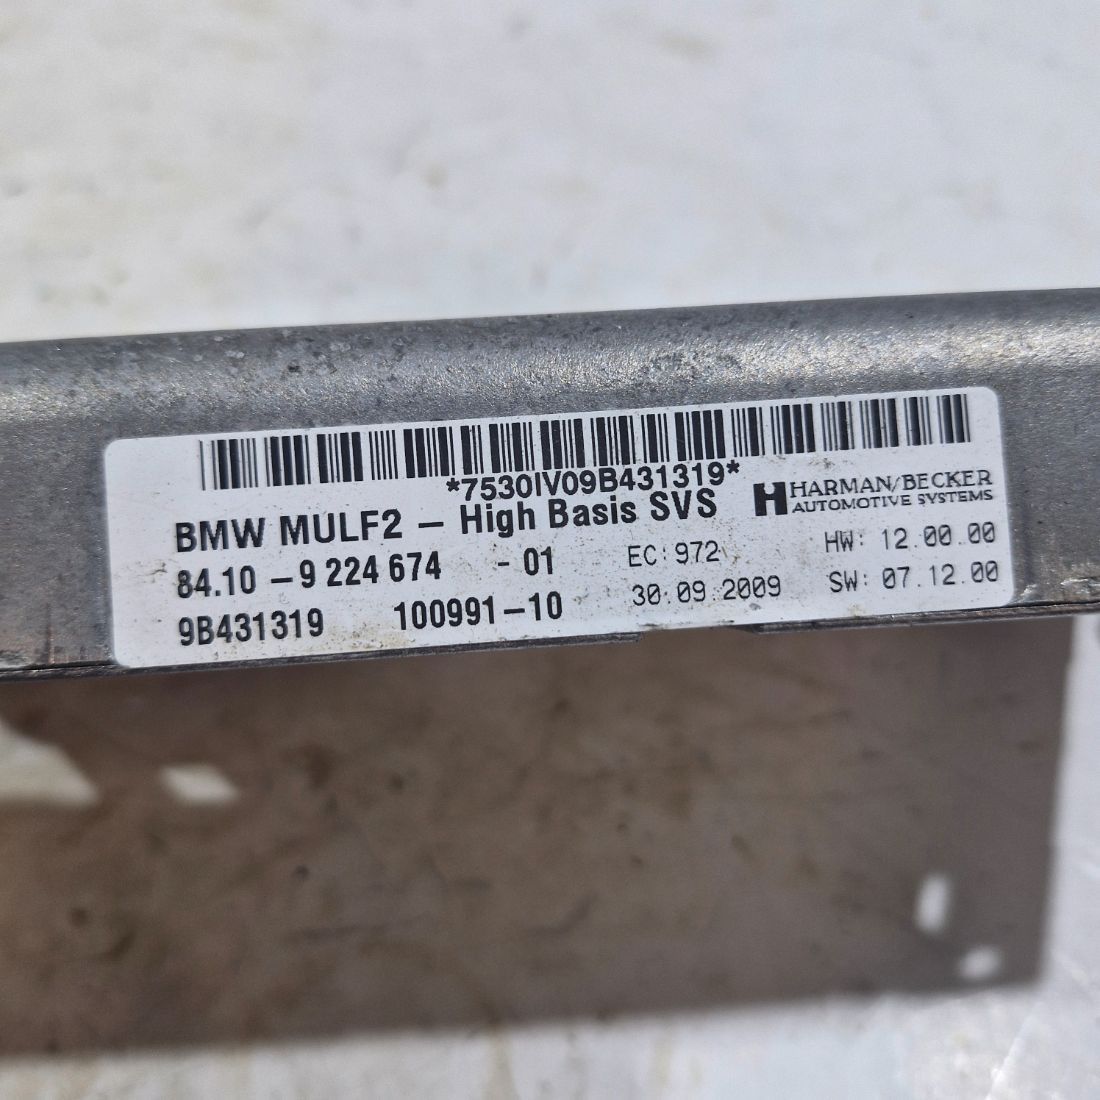 *7530IV09B431319*
BMW MULF2 – High Basis SVS
HARMAN/BECKER
AUTOMOTIVE SYSTEMS
84.10 – 9 224 674 - 01 EC: 972 HW: 12.00.00
9B431319 100991-10 30.09.2009 SW: 07.12.00